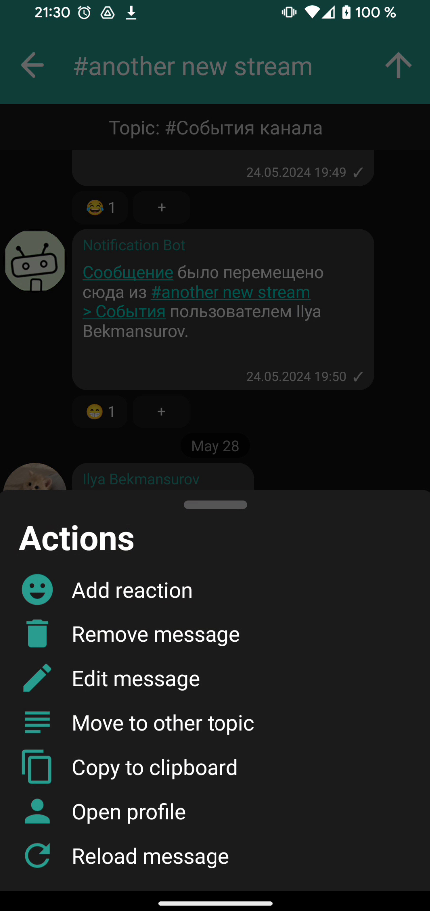 21:30 100 %
#another new stream
Topic: #События канала
24.05.2024 19:49 ✓
😂 1 +
Notification Bot
Сообщение было перемещено
сюда из #another new stream
> События пользователем Ilya
Bekmansurov.
24.05.2024 19:50 ✓
😁 1 +
May 28
Ilya Bekmansurov
Actions
Add reaction
Remove message
Edit message
Move to other topic
Copy to clipboard
Open profile
Reload message